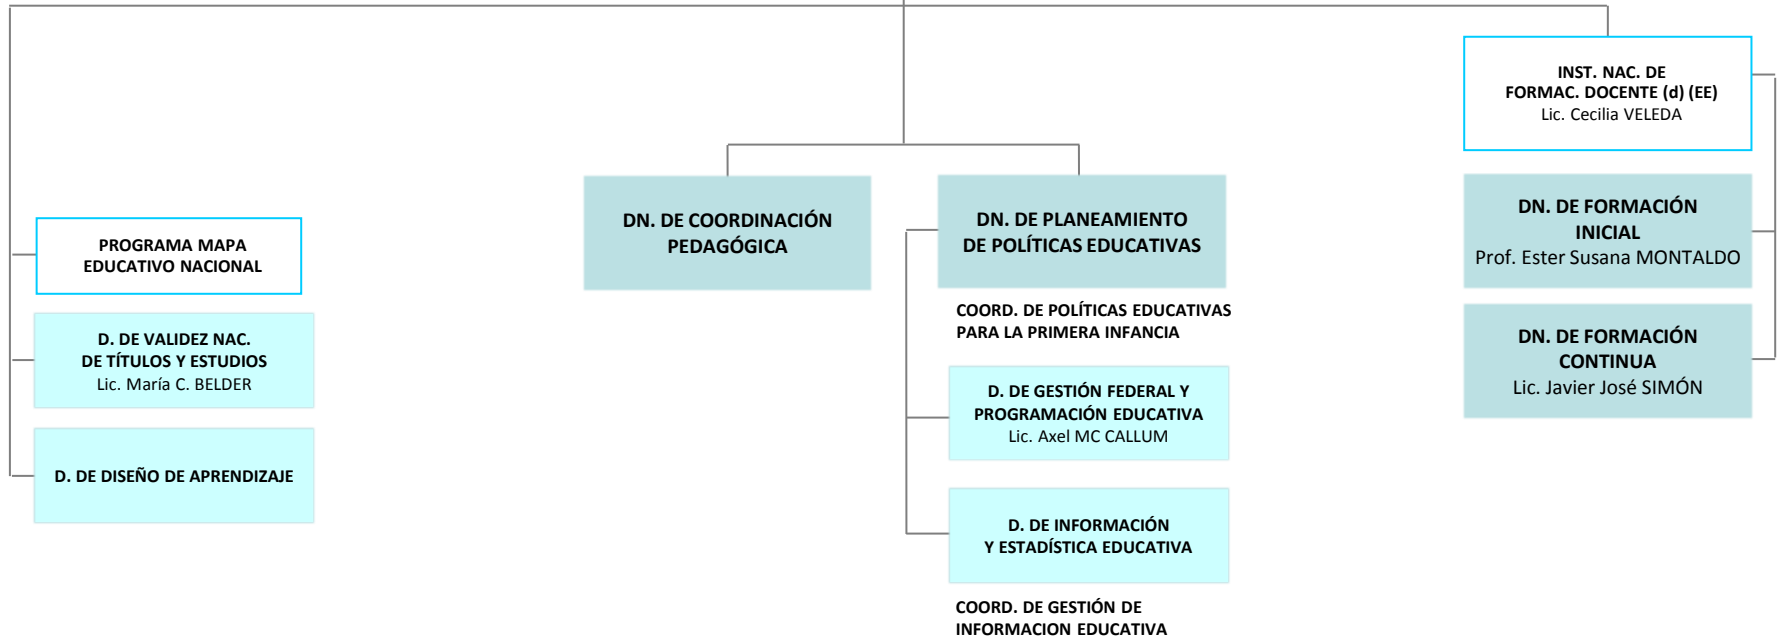 PROGRAMA MAPA
EDUCATIVO NACIONAL
D. DE VALIDEZ NAC.
DE TÍTULOS Y ESTUDIOS
Lic. María C. BELDER
D. DE DISEÑO DE APRENDIZAJE
DN. DE COORDINACIÓN
PEDAGÓGICA
DN. DE PLANEAMIENTO
DE POLÍTICAS EDUCATIVAS
COORD. DE POLÍTICAS EDUCATIVAS
PARA LA PRIMERA INFANCIA
D. DE GESTIÓN FEDERAL Y
PROGRAMACIÓN EDUCATIVA
Lic. Axel MC CALLUM
D. DE INFORMACIÓN
Y ESTADÍSTICA EDUCATIVA
COORD. DE GESTIÓN DE
INFORMACION EDUCATIVA
INST. NAC. DE
FORMAC. DOCENTE (d) (EE)
Lic. Cecilia VELEDA
DN. DE FORMACIÓN
INICIAL
Prof. Ester Susana MONTALDO
DN. DE FORMACIÓN
CONTINUA
Lic. Javier José SIMÓN